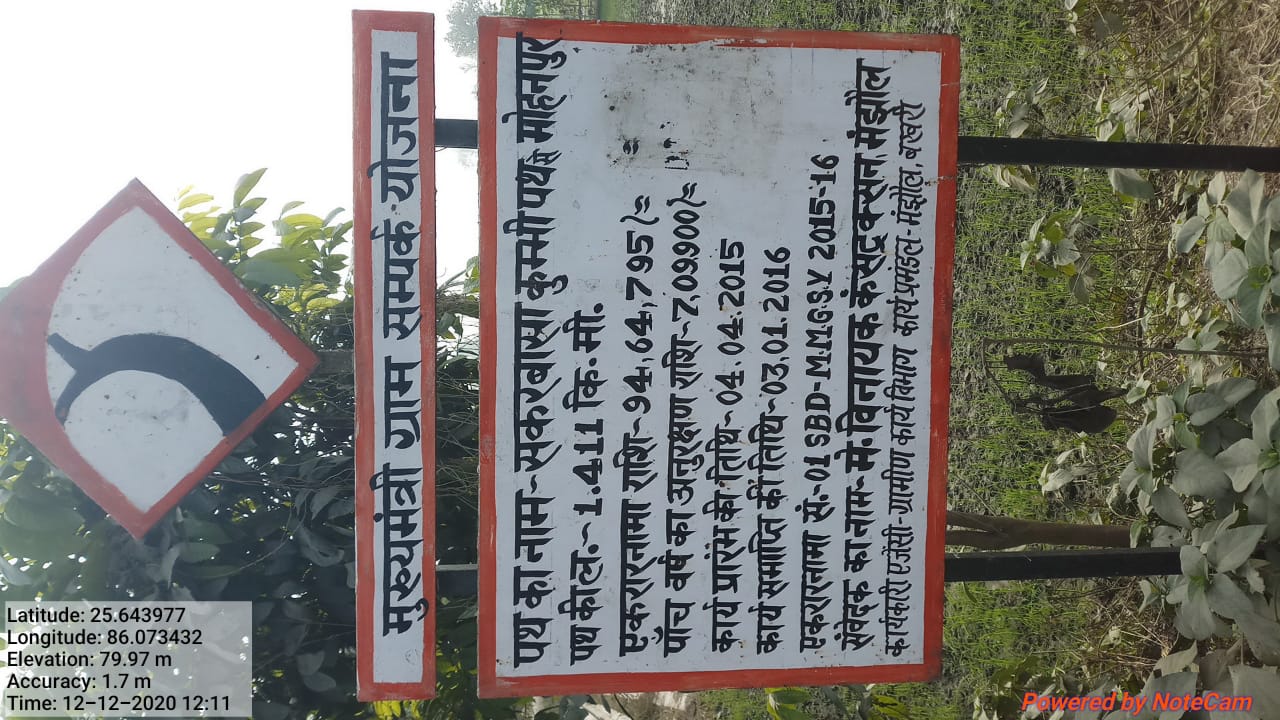 मुख्यमंत्री ग्राम सम्पर्क योजना
पथ का नाम-सकरबासा कुम्भी पथ मोहनपुर
पथ की ल.-1.411 कि.मी.
एकरारनामा राशि-94,64,795/=
पाँच वर्ष का अनुरक्षण राशि-7,09,900/=
कार्य प्रारंभ की तिथि-04.04.2015
कार्य समाप्ति की तिथि-03.01.2016
एकरारनामा सं.-01 SBD-M.M.G.S.Y 2015-16
संवेदक का नाम-मे. विनायक कंसट्रक्सन, मंझौल
कार्यकारी एजेंसी-ग्रामीण कार्य विभाग कार्य प्रमंडल-मंझौल, बखरी
Latitude: 25.643977
Longitude: 86.073432
Elevation: 79.97 m
Accuracy: 1.7 m
Time: 12-12-2020 12:11
Powered by NoteCam